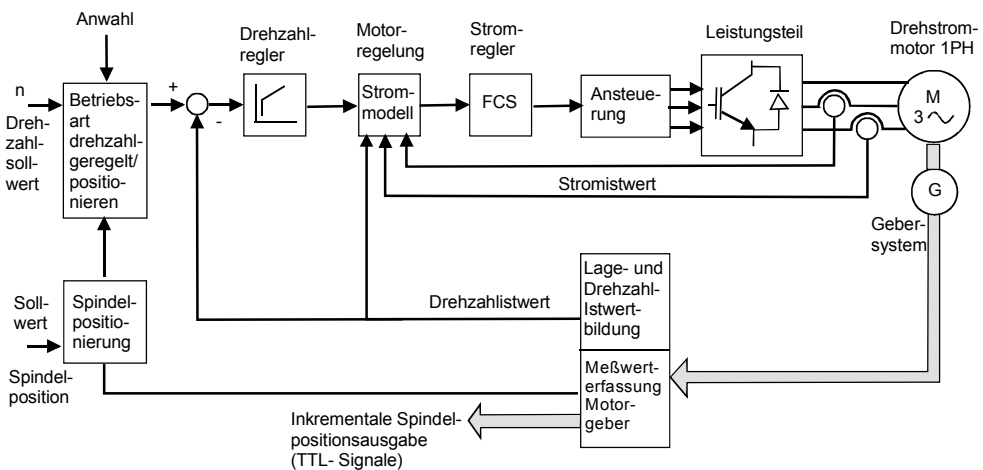 Anwahl
n
Dreh-
zahl-
soll-
wert
Betriebs-
art
drehzahl-
geregelt/
positio-
nieren
+
-
Drehzahl-
regler
Motor-
regelung
Strom-
modell
Strom-
regler
FCS
Ansteue-
rung
Leistungsteil
Drehstrom-
motor 1PH
M
3
G
Geber-
system
Stromistwert
Drehzahlistwert
Lage- und
Drehzahl-
Istwert-
bildung
Meßwert-
erfassung
Motor-
geber
Soll-
wert
Spindel-
position
Spindel-
positio-
nierung
Inkrementale Spindel-
positionsausgabe
(TTL- Signale)